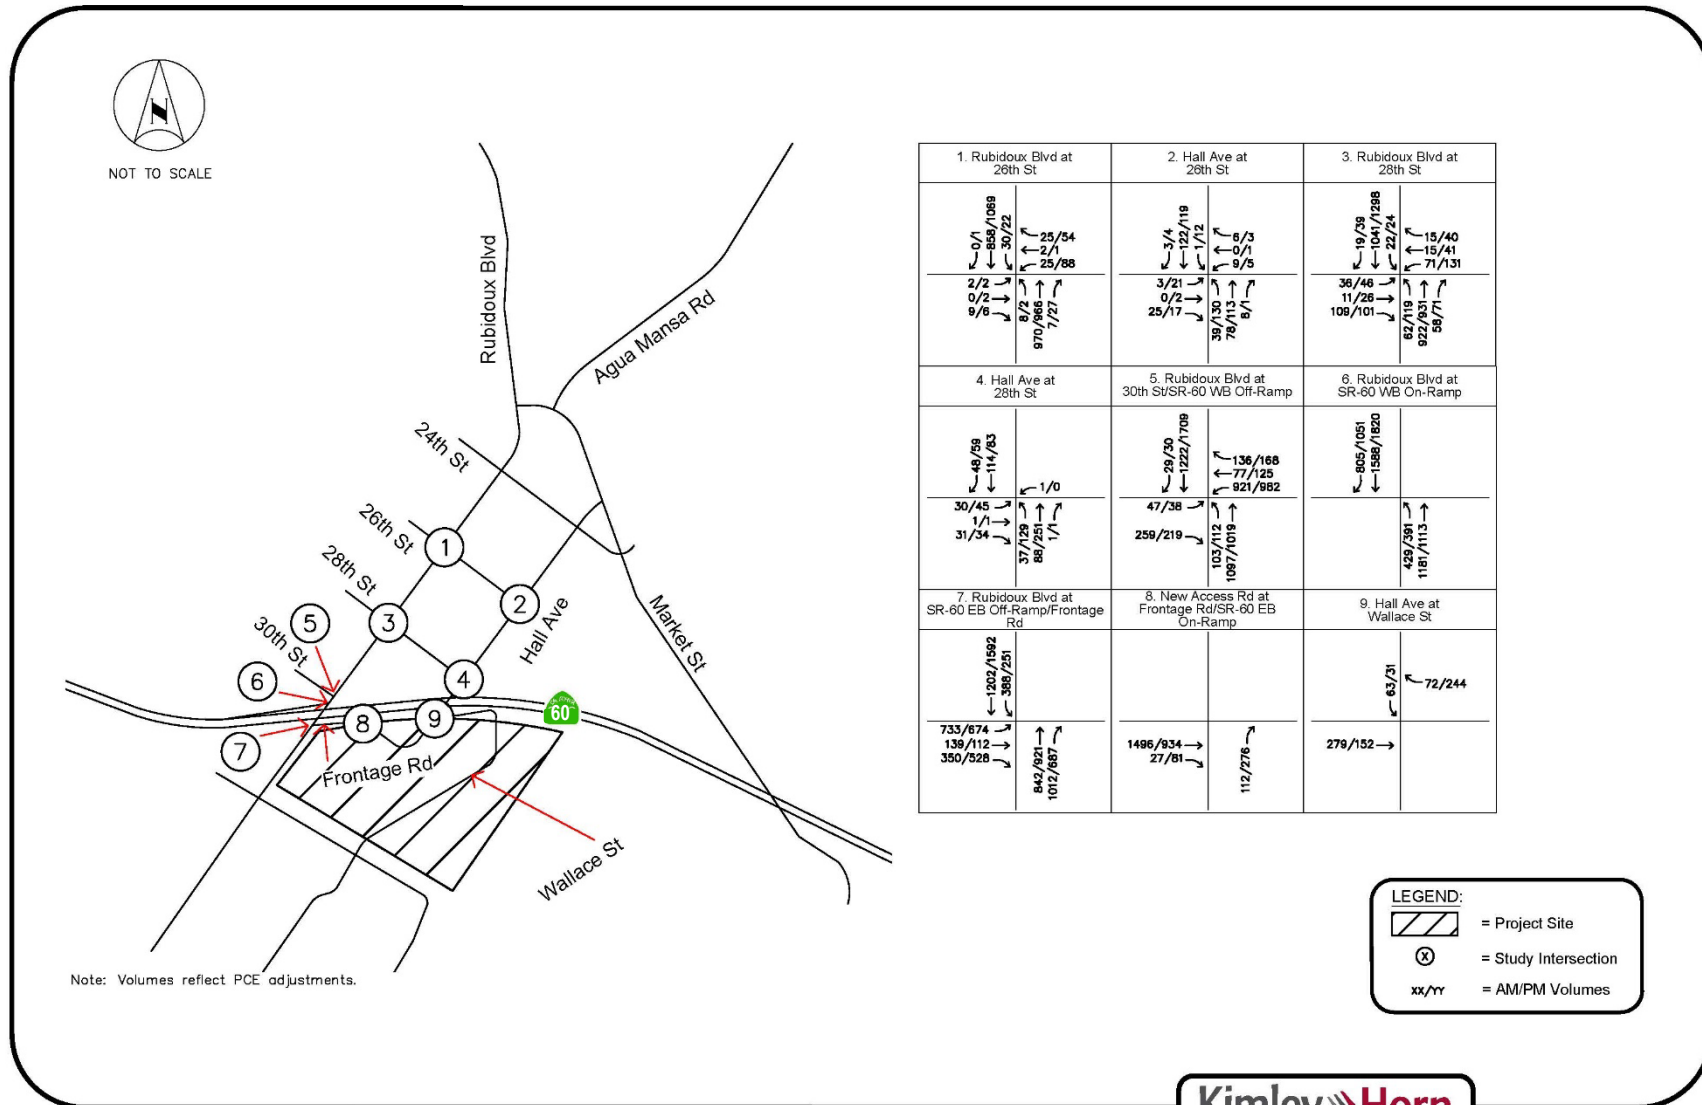 N
NOT TO SCALE
Rubidoux Blvd
Agua Mansa Rd
24th St
26th St
28th St
30th St
Hall Ave
Market St
1
2
3
4
5
6
7
8
9
60
Frontage Rd
Wallace St
Note: Volumes reflect PCE adjustments.
1. Rubidoux Blvd at
26th St
0/1
858/1069
30/22
25/54
2/1
25/88
2/2
0/2
9/6
8/2
970/966
7/27
2. Hall Ave at
26th St
3/4
122/119
1/12
6/3
0/1
9/5
3/21
0/2
25/17
39/130
78/113
8/1
3. Rubidoux Blvd at
28th St
19/39
1041/1298
22/24
15/40
15/41
71/131
36/46
11/26
109/101
62/119
922/931
58/71
4. Hall Ave at
28th St
48/59
114/83
1/0
30/45
1/1
31/34
37/129
88/251
1/1
5. Rubidoux Blvd at
30th St/SR-60 WB Off-Ramp
29/30
1222/1709
136/168
77/125
921/982
47/38
259/219
103/112
1097/1019
6. Rubidoux Blvd at
SR-60 WB On-Ramp
805/1051
1588/1820
429/391
1181/1113
7. Rubidoux Blvd at
SR-60 EB Off-Ramp/Frontage
Rd
1202/1592
388/251
733/674
139/112
350/528
842/921
1012/687
8. New Access Rd at
Frontage Rd/SR-60 EB
On-Ramp
1496/934
27/81
112/276
9. Hall Ave at
Wallace St
63/31
72/244
279/152
LEGEND:
= Project Site
X = Study Intersection
xx/YY = AM/PM Volumes
Kimley»Horn